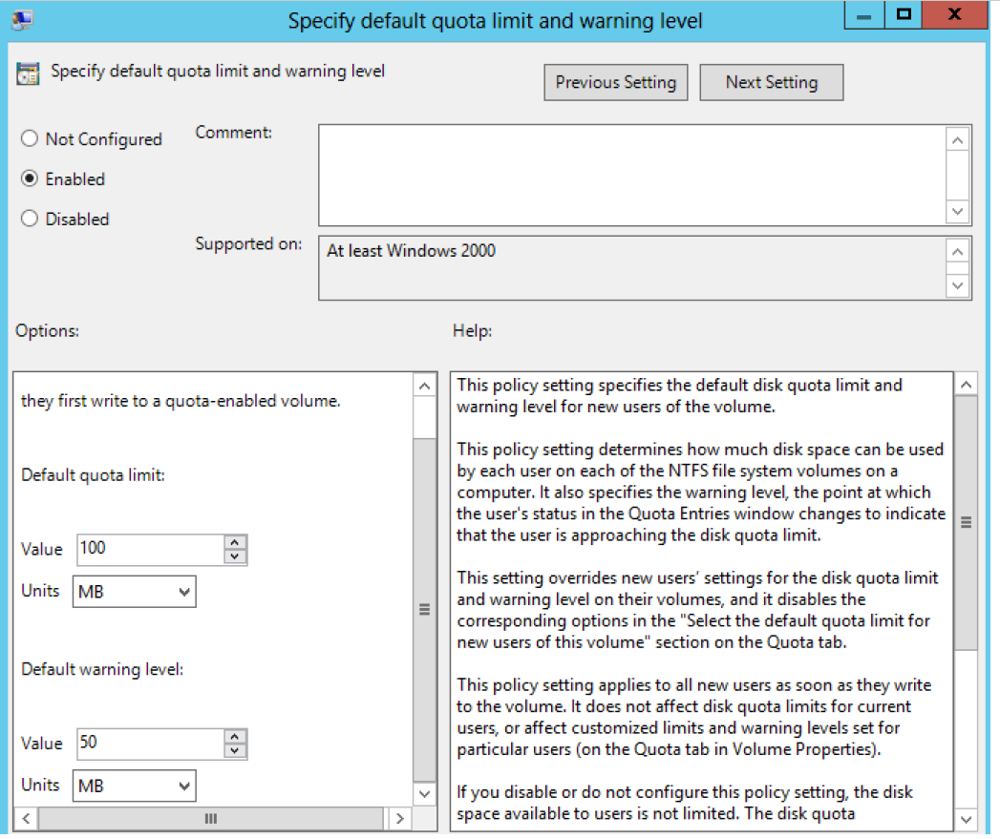 Specify default quota limit and warning level
Specify default quota limit and warning level
Previous Setting
Next Setting
Not Configured
Comment:
Enabled
Disabled
Supported on:
At least Windows 2000
Options:
Help:
they first write to a quota-enabled volume.
Default quota limit:
Value 100
Units MB
Default warning level:
Value 50
Units MB
This policy setting specifies the default disk quota limit and
warning level for new users of the volume.
This policy setting determines how much disk space can be used
by each user on each of the NTFS file system volumes on a
computer. It also specifies the warning level, the point at which
the user's status in the Quota Entries window changes to indicate
that the user is approaching the disk quota limit.
This setting overrides new users’ settings for the disk quota limit
and warning level on their volumes, and it disables the
corresponding options in the "Select the default quota limit for
new users of this volume" section on the Quota tab.
This policy setting applies to all new users as soon as they write
to the volume. It does not affect disk quota limits for current
users, or affect customized limits and warning levels set for
particular users (on the Quota tab in Volume Properties).
If you disable or do not configure this policy setting, the disk
space available to users is not limited. The disk quota